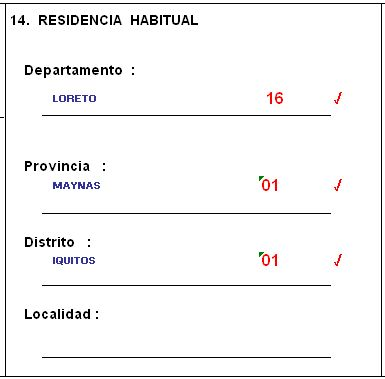 14. RESIDENCIA HABITUAL
Departamento :
LORETO 16 √
Provincia :
MAYNAS 01 √
Distrito :
IQUITOS 01 √
Localidad :